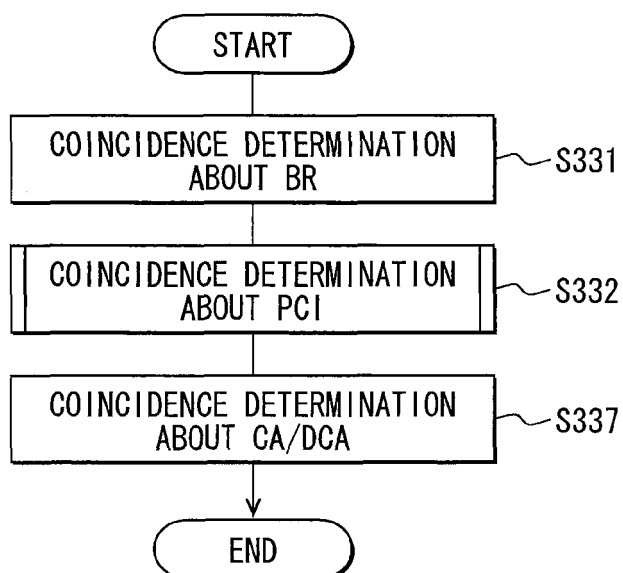 START
COINCIDENCE DETERMINATION
ABOUT BR
S331
COINCIDENCE DETERMINATION
ABOUT PCI
S332
COINCIDENCE DETERMINATION
ABOUT CA/DCA
S337
END